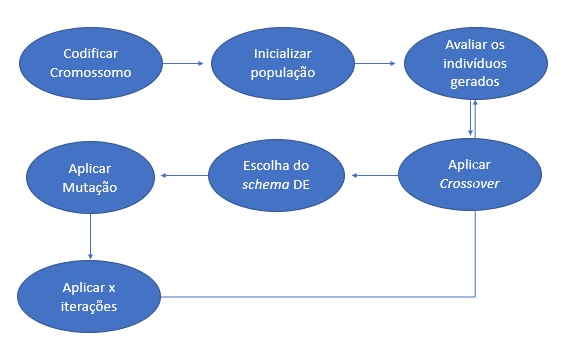 Codificar
Cromossomo
Inicializar
população
Avaliar os
indivíduos
gerados
Aplicar
Mutação
Escolha do
schema DE
Aplicar
Crossover
Aplicar x
iterações